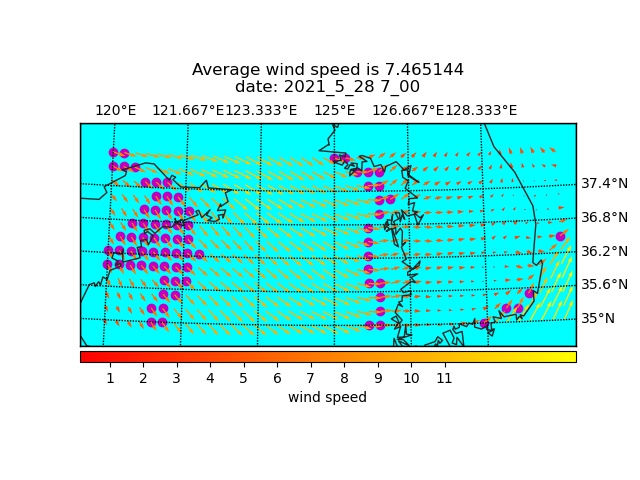 Average wind speed is 7.465144
date: 2021_5_28 7_00
120°E 121.667°E 123.333°E 125°E 126.667°E 128.333°E
37.4°N
36.8°N
36.2°N
35.6°N
35°N
1 2 3 4 5 6 7 8 9 10 11
wind speed